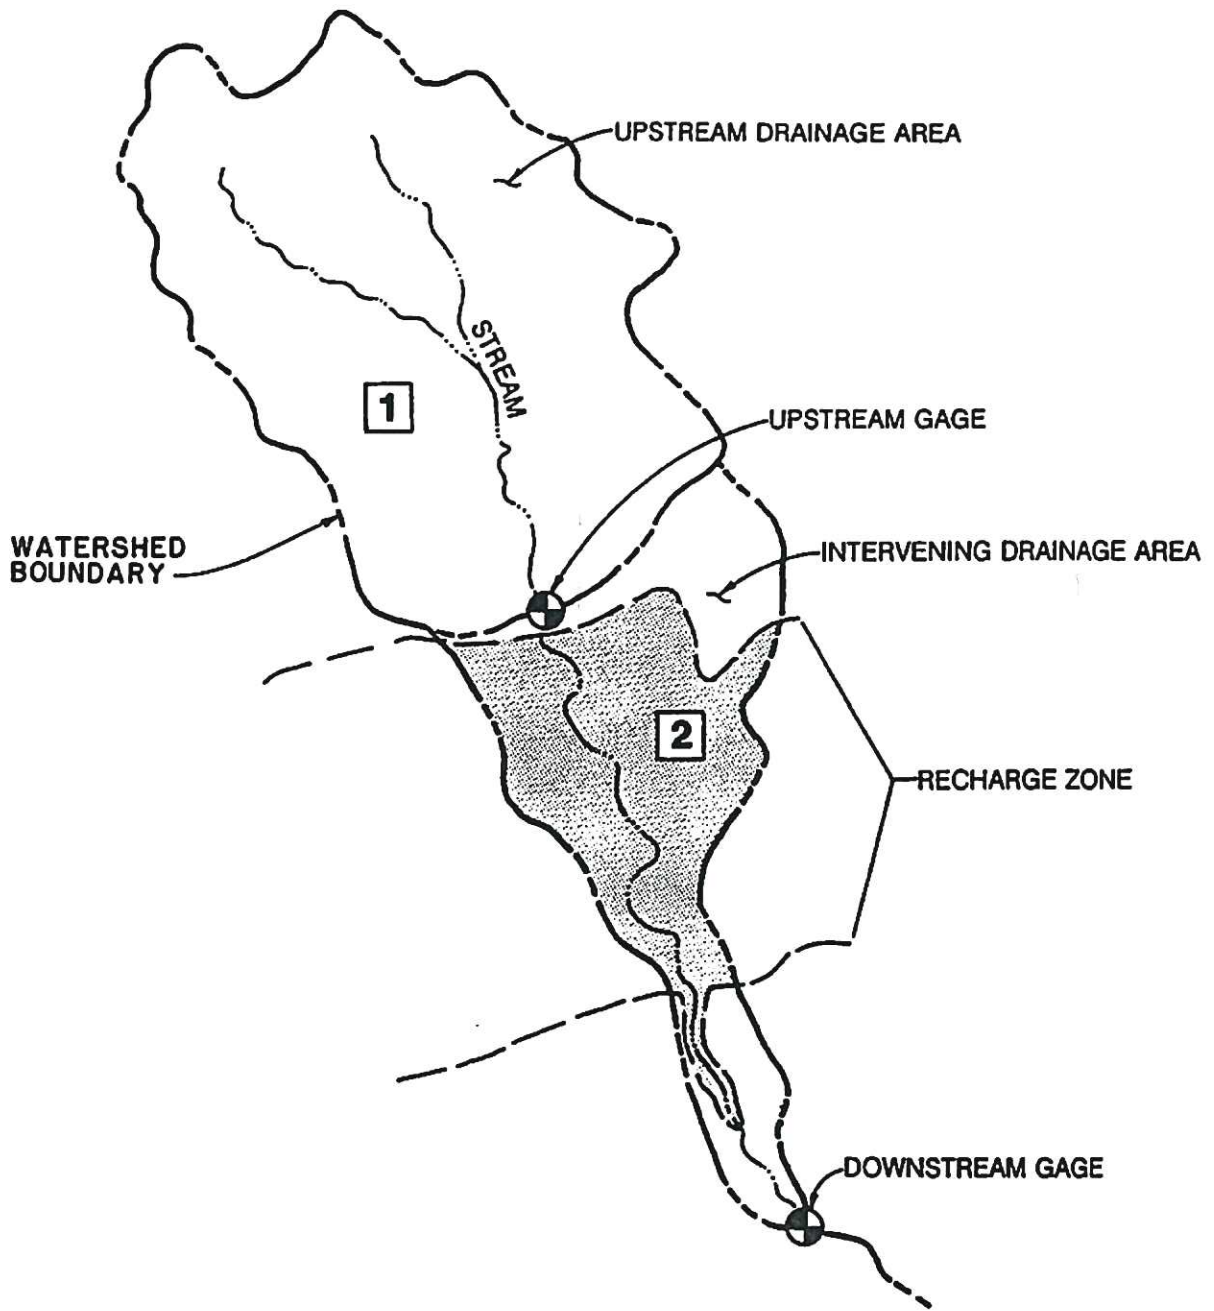 UPSTREAM DRAINAGE AREA
STREAM
1
UPSTREAM GAGE
WATERSHED
BOUNDARY
INTERVENING DRAINAGE AREA
2
RECHARGE ZONE
DOWNSTREAM GAGE